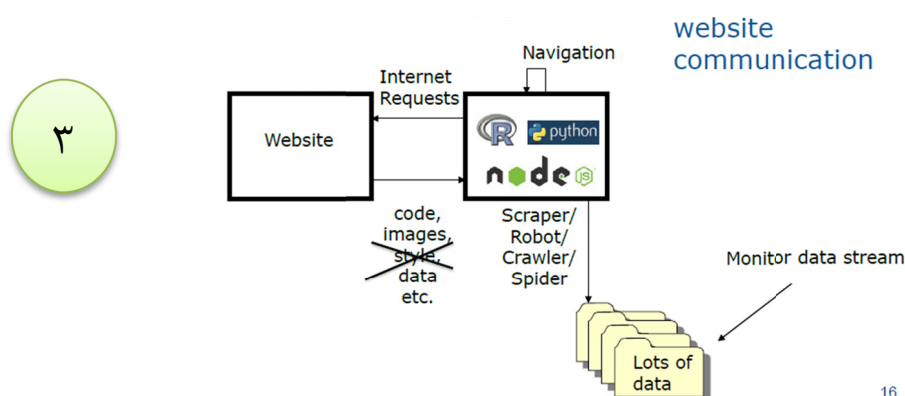 website
communication
Navigation
Internet
Requests
٣
Website
R
python
node
JS
code,
images,
style,
data
etc.
Scraper/
Robot/
Crawler/
Spider
Monitor data stream
Lots of
data
16